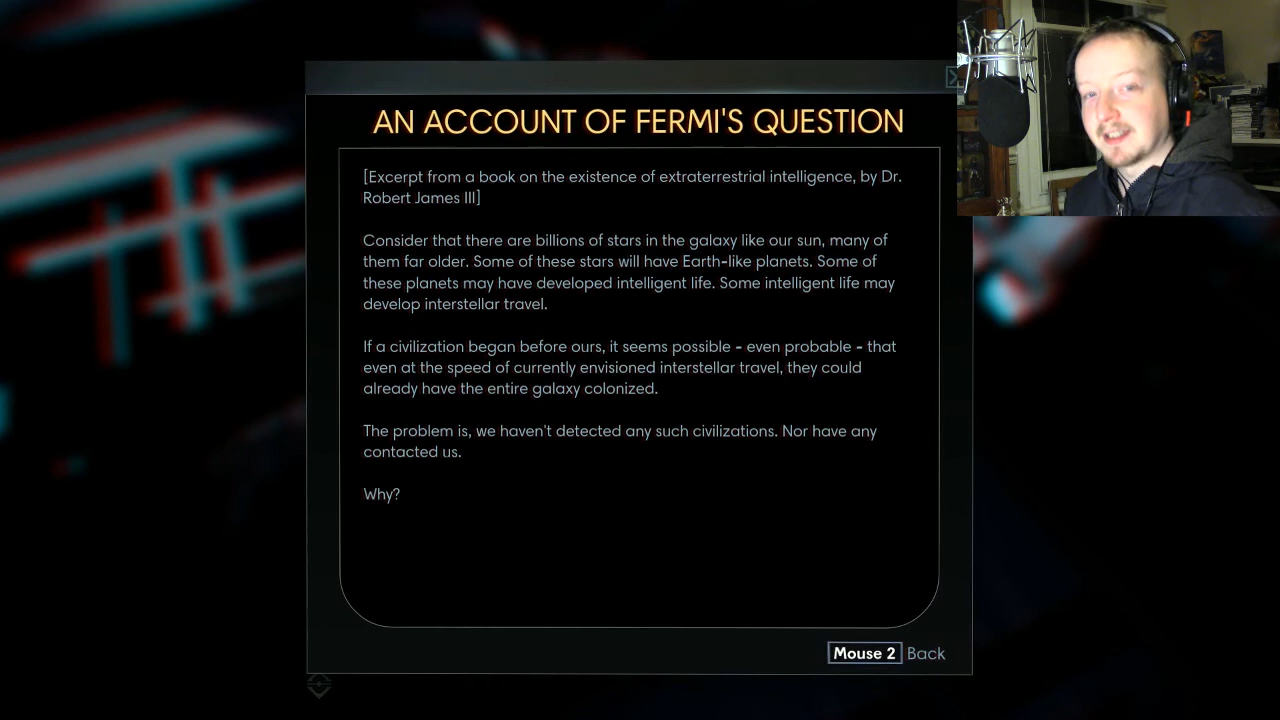 AN ACCOUNT OF FERMI'S QUESTION
[Excerpt from a book on the existence of extraterrestrial intelligence, by Dr.
Robert James III]
Consider that there are billions of stars in the galaxy like our sun, many of
them far older. Some of these stars will have Earth-like planets. Some of
these planets may have developed intelligent life. Some intelligent life may
develop interstellar travel.
If a civilization began before ours, it seems possible - even probable - that
even at the speed of currently envisioned interstellar travel, they could
already have the entire galaxy colonized.
The problem is, we haven't detected any such civilizations. Nor have any
contacted us.
Why?
Mouse 2 Back